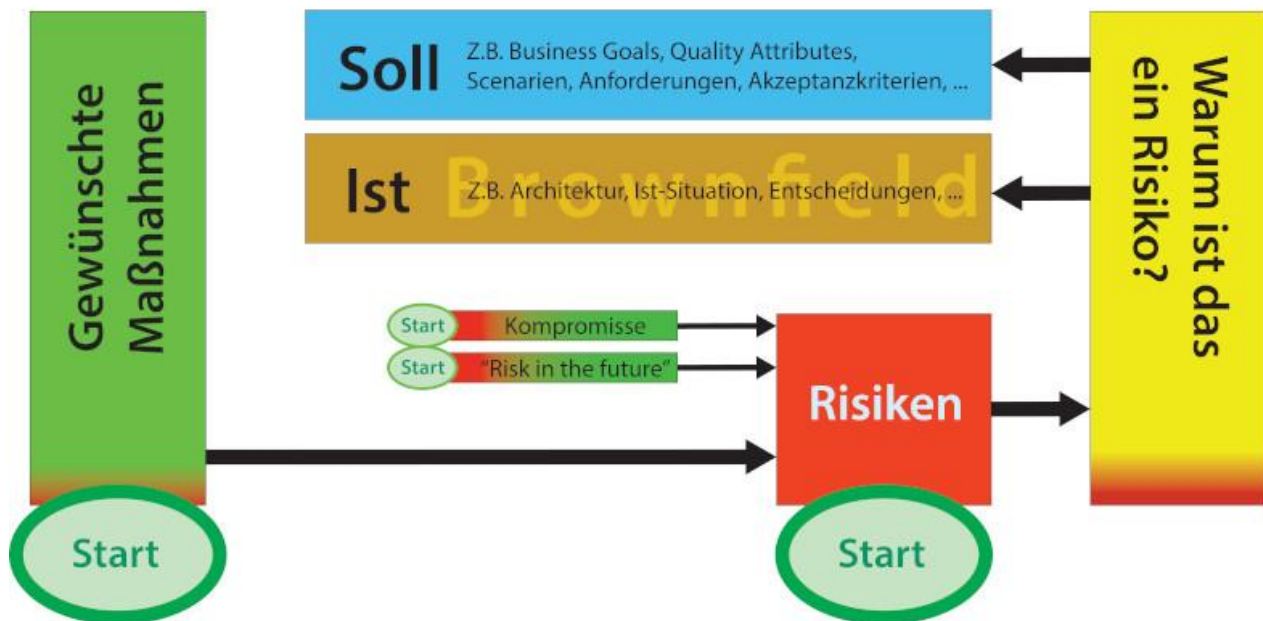 Gewünschte
Maßnahmen
Start
Soll
Z.B. Business Goals, Quality Attributes,
Scenarien, Anforderungen, Akzeptanzkriterien, ...
Ist
Brownfield
Z.B. Architektur, Ist-Situation, Entscheidungen, ...
Start
Kompromisse
Start
"Risk in the future"
Risiken
Start
Warum ist das
ein Risiko?